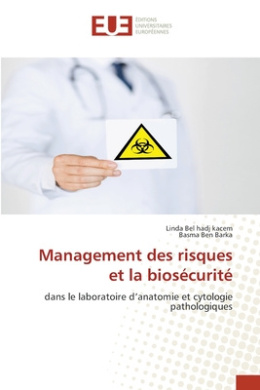 EUE
ÉDITIONS
UNIVERSITAIRES
EUROPÉENNES
Linda Bel hadj kacem
Basma Ben Barka
Management des risques
et la biosécurité
dans le laboratoire d'anatomie et cytologie
pathologiques